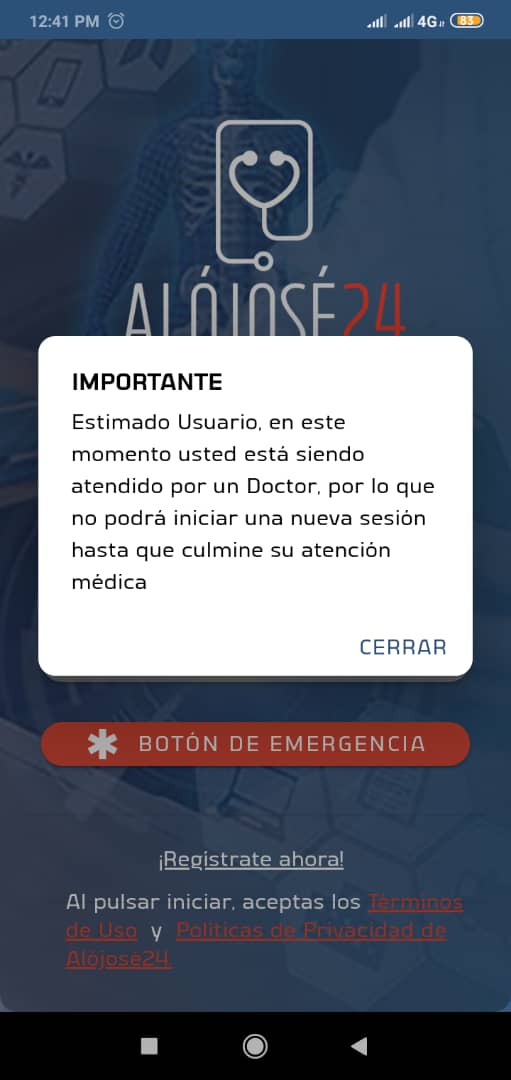 12:41 PM
4G
83
ALÓJOSÉ24
IMPORTANTE
Estimado Usuario, en este
momento usted está siendo
atendido por un Doctor, por lo que
no podrá iniciar una nueva sesión
hasta que culmine su atención
médica
CERRAR
BOTÓN DE EMERGENCIA
¡Registrate ahora!
Al pulsar iniciar, aceptas los Términos
de Uso y Politicas de Privacidad de
Alójosé24.